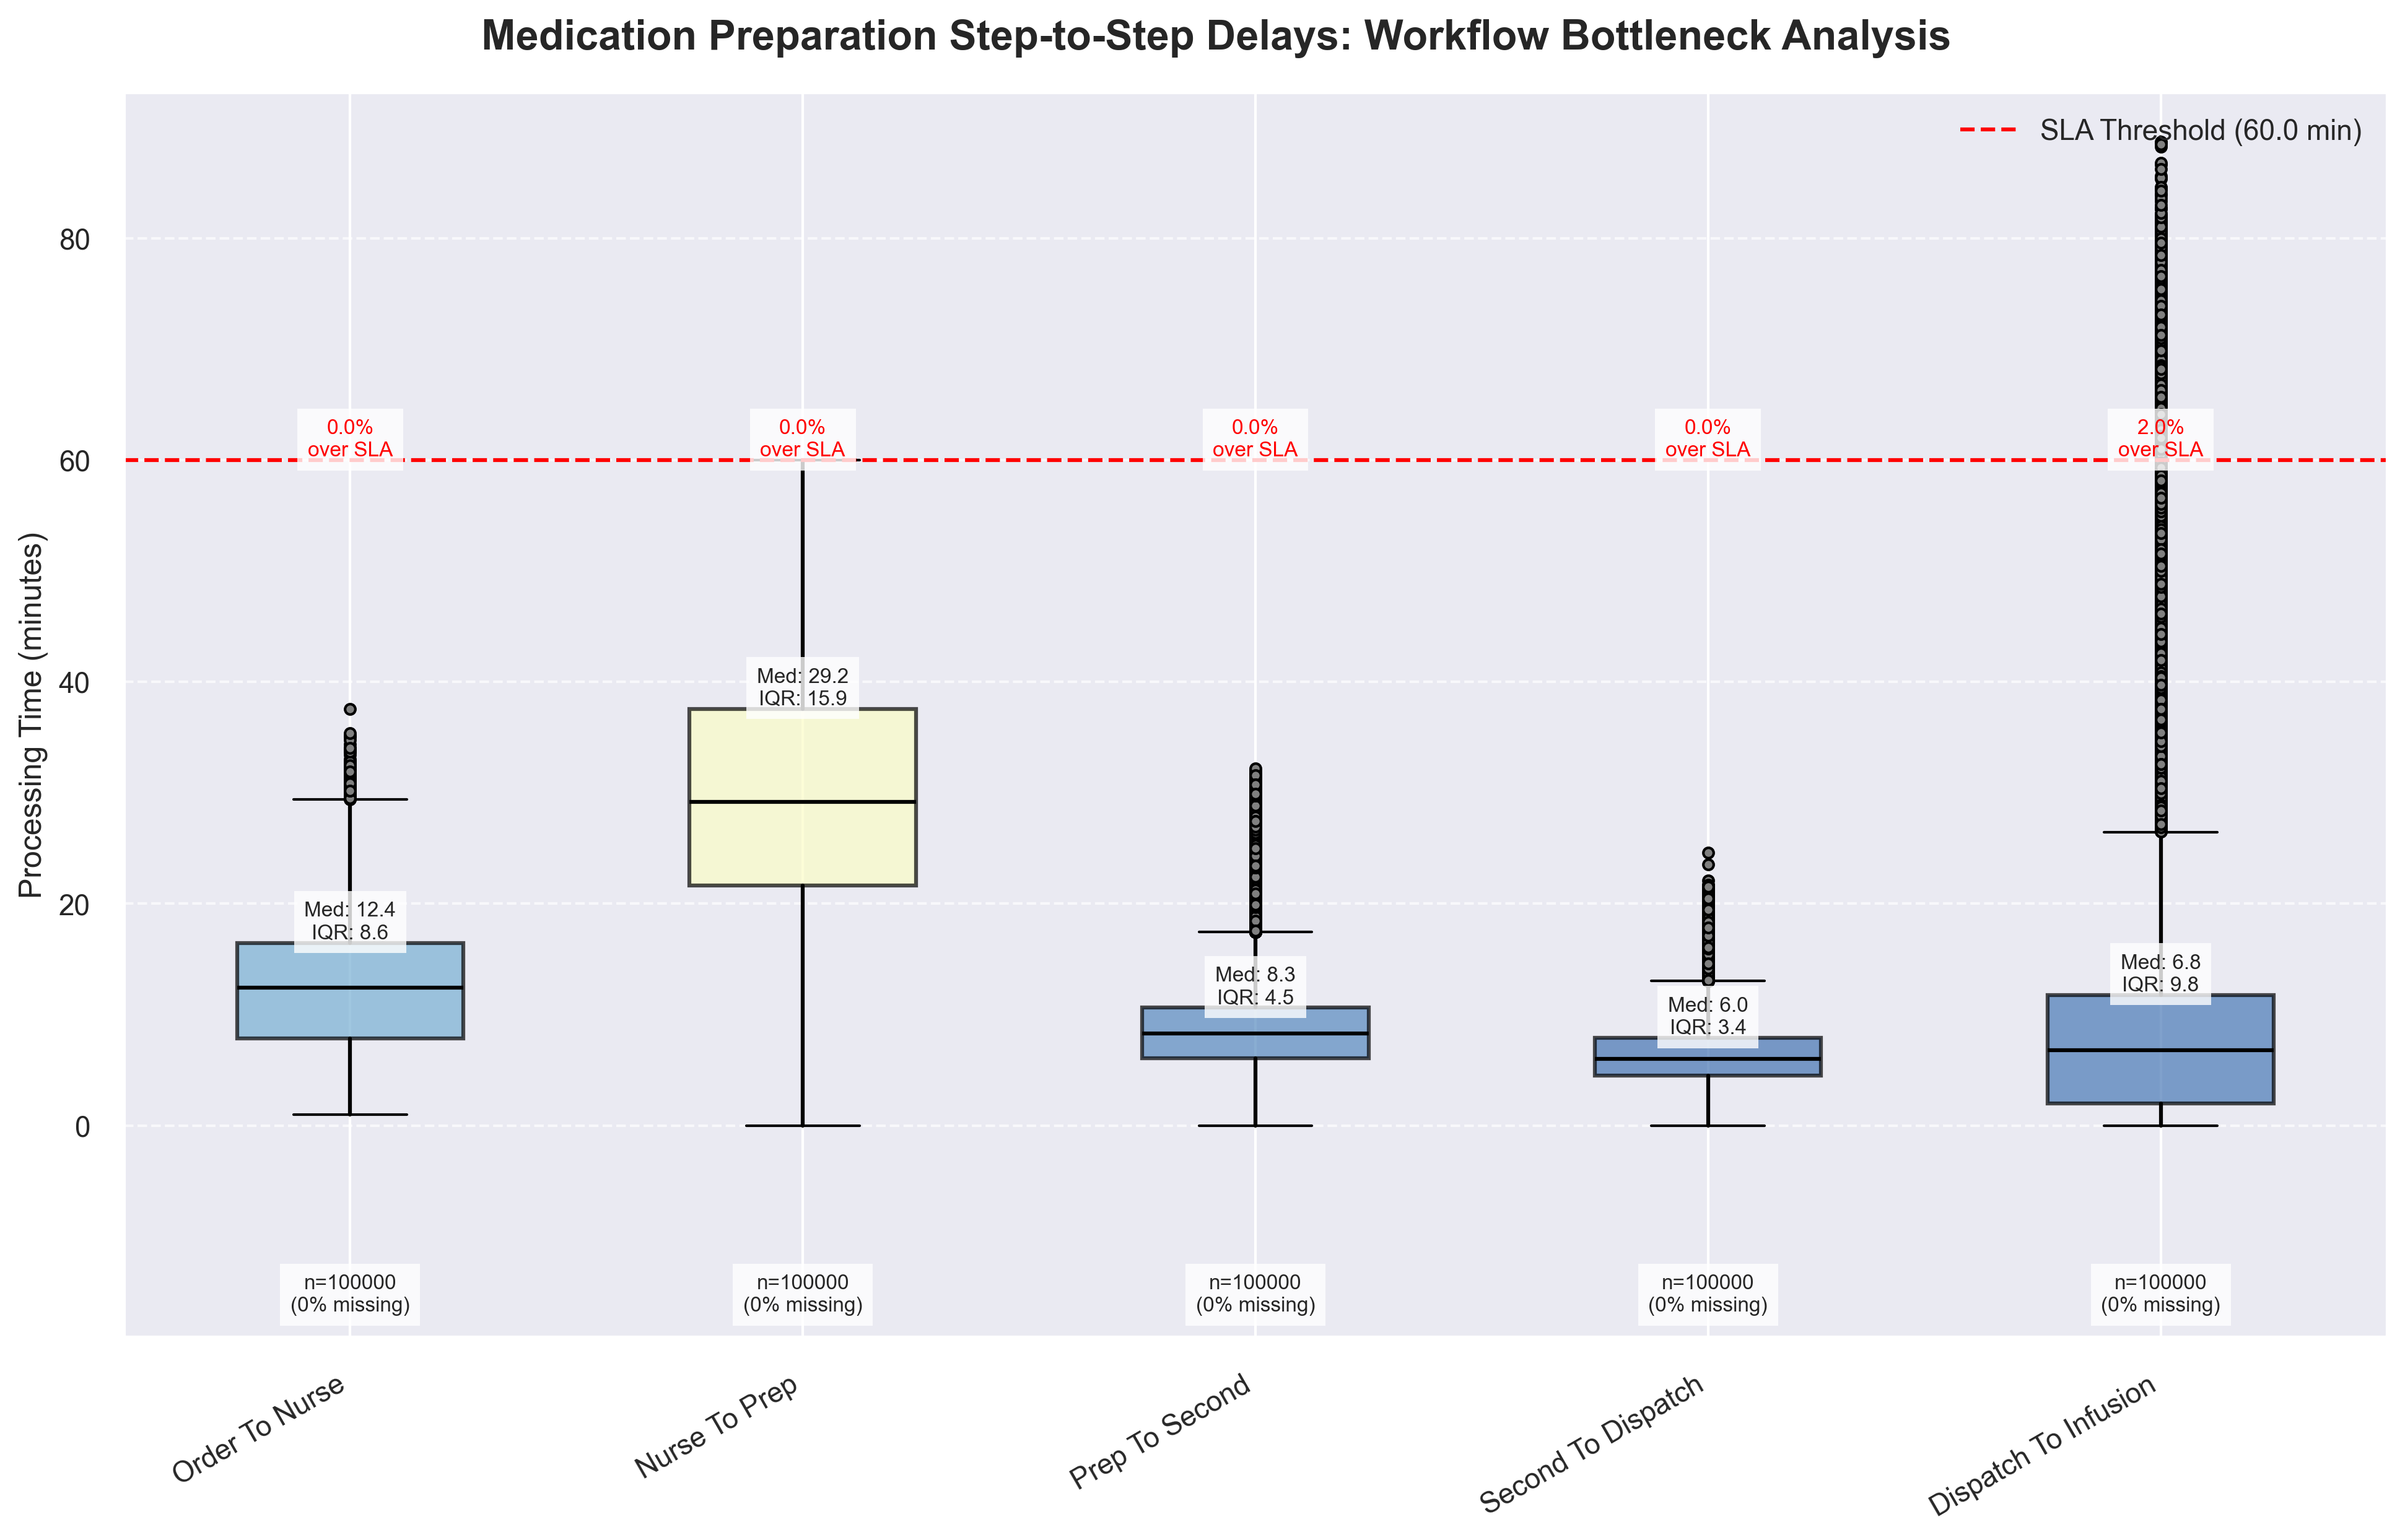 Medication Preparation Step-to-Step Delays: Workflow Bottleneck Analysis
SLA Threshold (60.0 min)
Processing Time (minutes)
80
60
40
20
0
0.0%
over SLA
0.0%
over SLA
0.0%
over SLA
0.0%
over SLA
2.0%
over SLA
Med: 12.4
IQR: 8.6
Med: 29.2
IQR: 15.9
Med: 8.3
IQR: 4.5
Med: 6.0
IQR: 3.4
Med: 6.8
IQR: 9.8
n=100000
(0% missing)
n=100000
(0% missing)
n=100000
(0% missing)
n=100000
(0% missing)
n=100000
(0% missing)
Order To Nurse
Nurse To Prep
Prep To Second
Second To Dispatch
Dispatch To Infusion